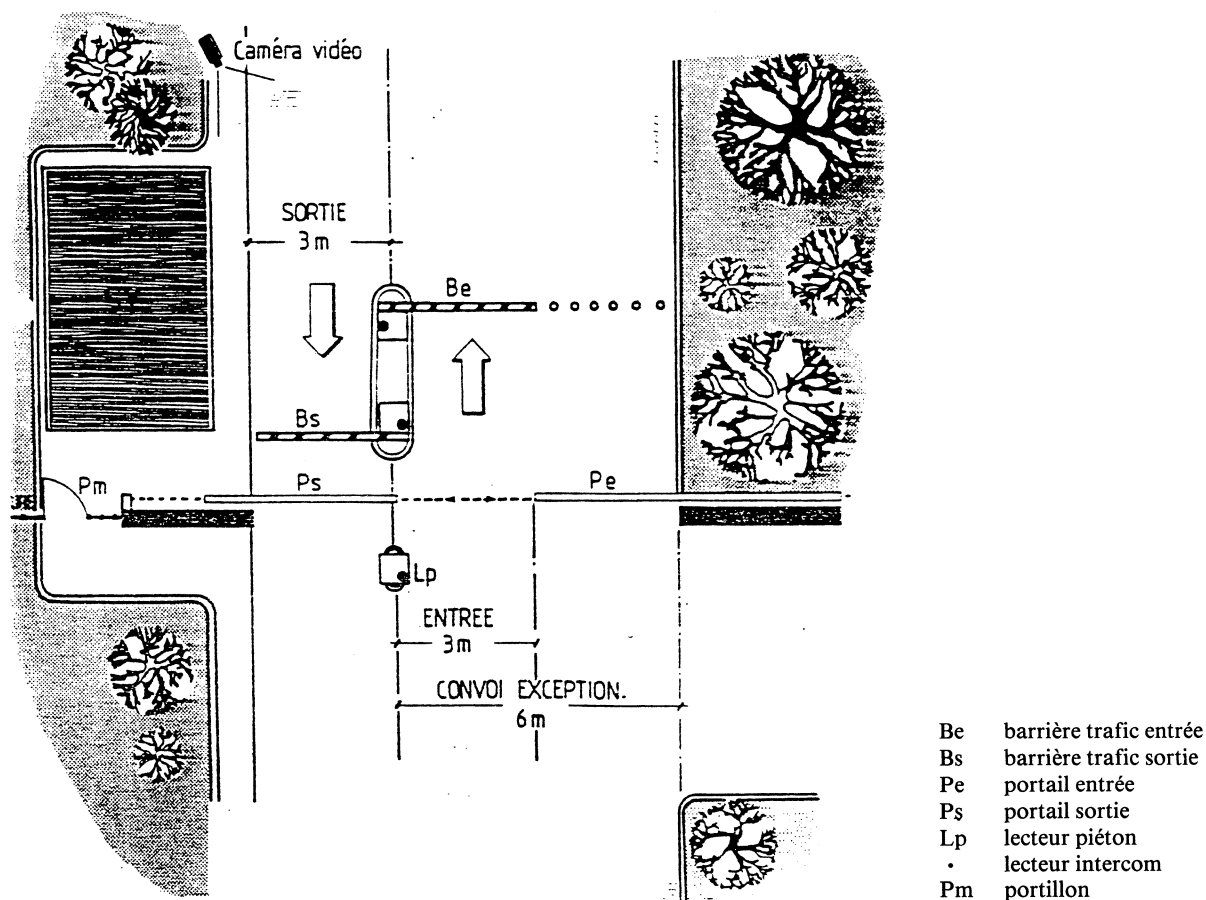 Caméra vidéo
SORTIE
3m
Be
Bs
Pm
Ps
Pe
Lp
ENTREE
3m
CONVOI EXCEPTION.
6m
Be barrière trafic entrée
Bs barrière trafic sortie
Pe portail entrée
Ps portail sortie
Lp lecteur piéton
· lecteur intercom
Pm portillon